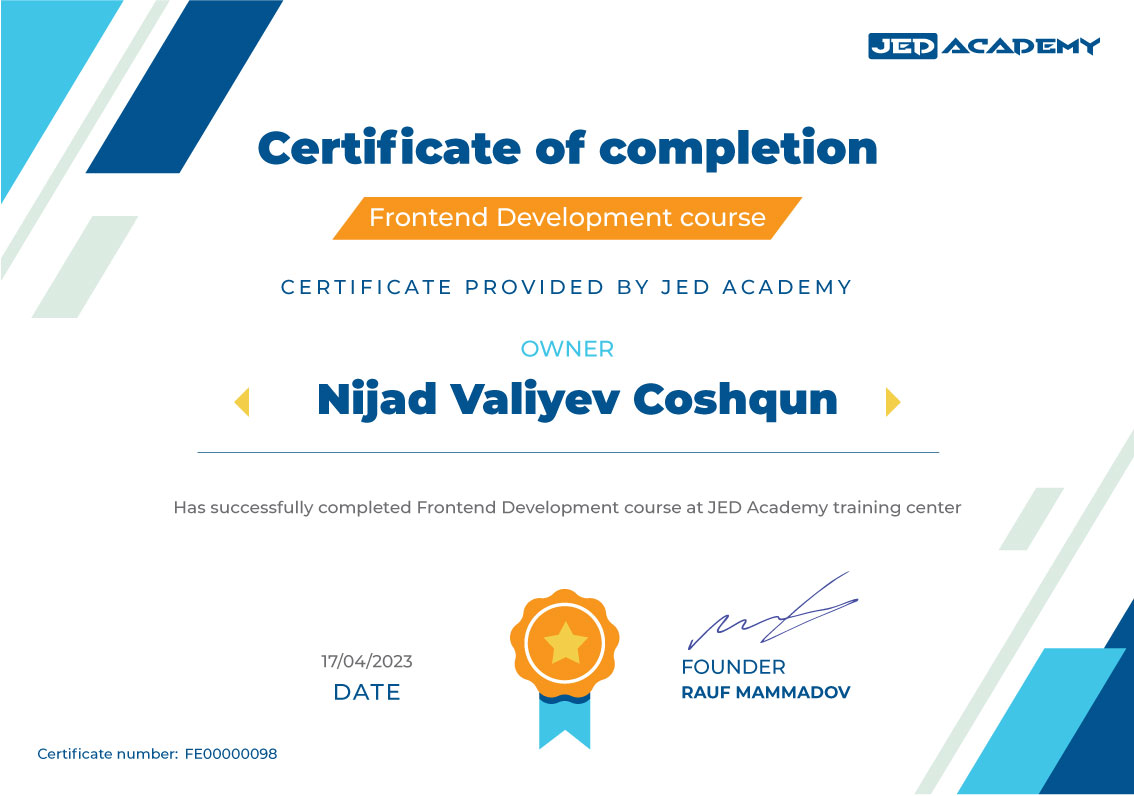 JED ACADEMY
Certificate of completion
Frontend Development course
CERTIFICATE PROVIDED BY JED ACADEMY
OWNER
Nijad Valiyev Coshqun
Has successfully completed Frontend Development course at JED Academy training center
17/04/2023
DATE
FOUNDER
RAUF MAMMADOV
Certificate number: FE00000098